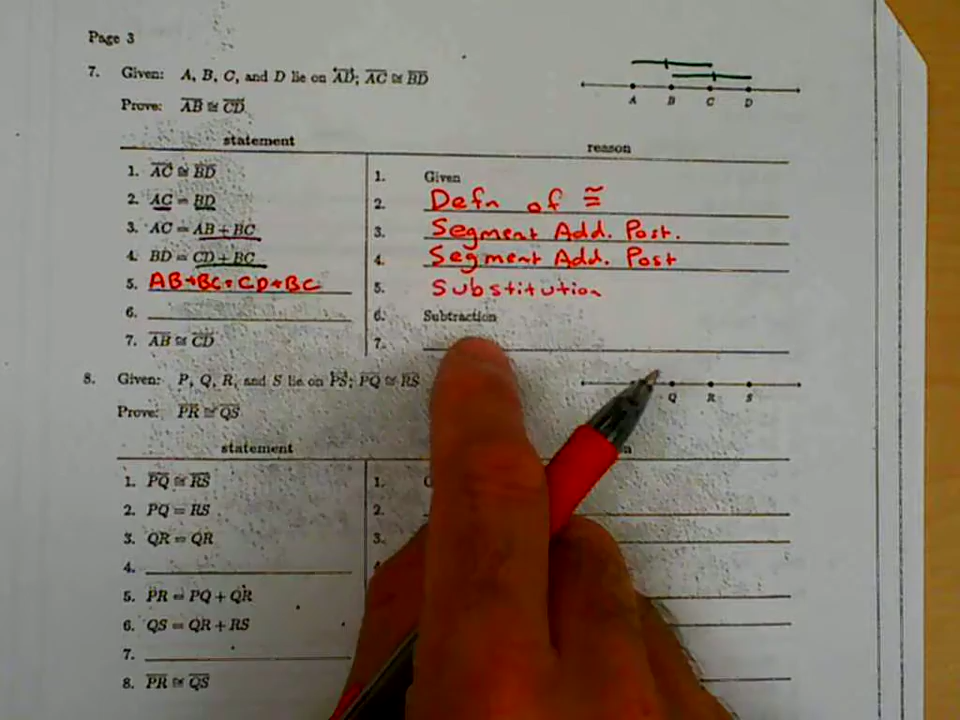 Page 3
7. Given: A, B, C, and D lie on AD; AC ≅ BD
Prove: AB ≅ CD
A B C D
statement reason
1. AC ≅ BD 1. Given
2. AC = BD 2. Defn of ≅
3. AC = AB + BC 3. Segment Add. Post.
4. BD = CD + BC 4. Segment Add. Post
5. AB+BC=CD+BC 5. Substitution
6. 6. Subtraction
7. AB ≅ CD 7.
8. Given: P, Q, R, and S lie on PS; PQ ≅ RS
Q R S
Prove: PR ≅ QS
statement
1. PQ ≅ RS 1.
2. PQ = RS 2.
3. QR = QR 3.
4.
5. PR = PQ + QR
6. QS = QR + RS
7.
8. PR ≅ QS